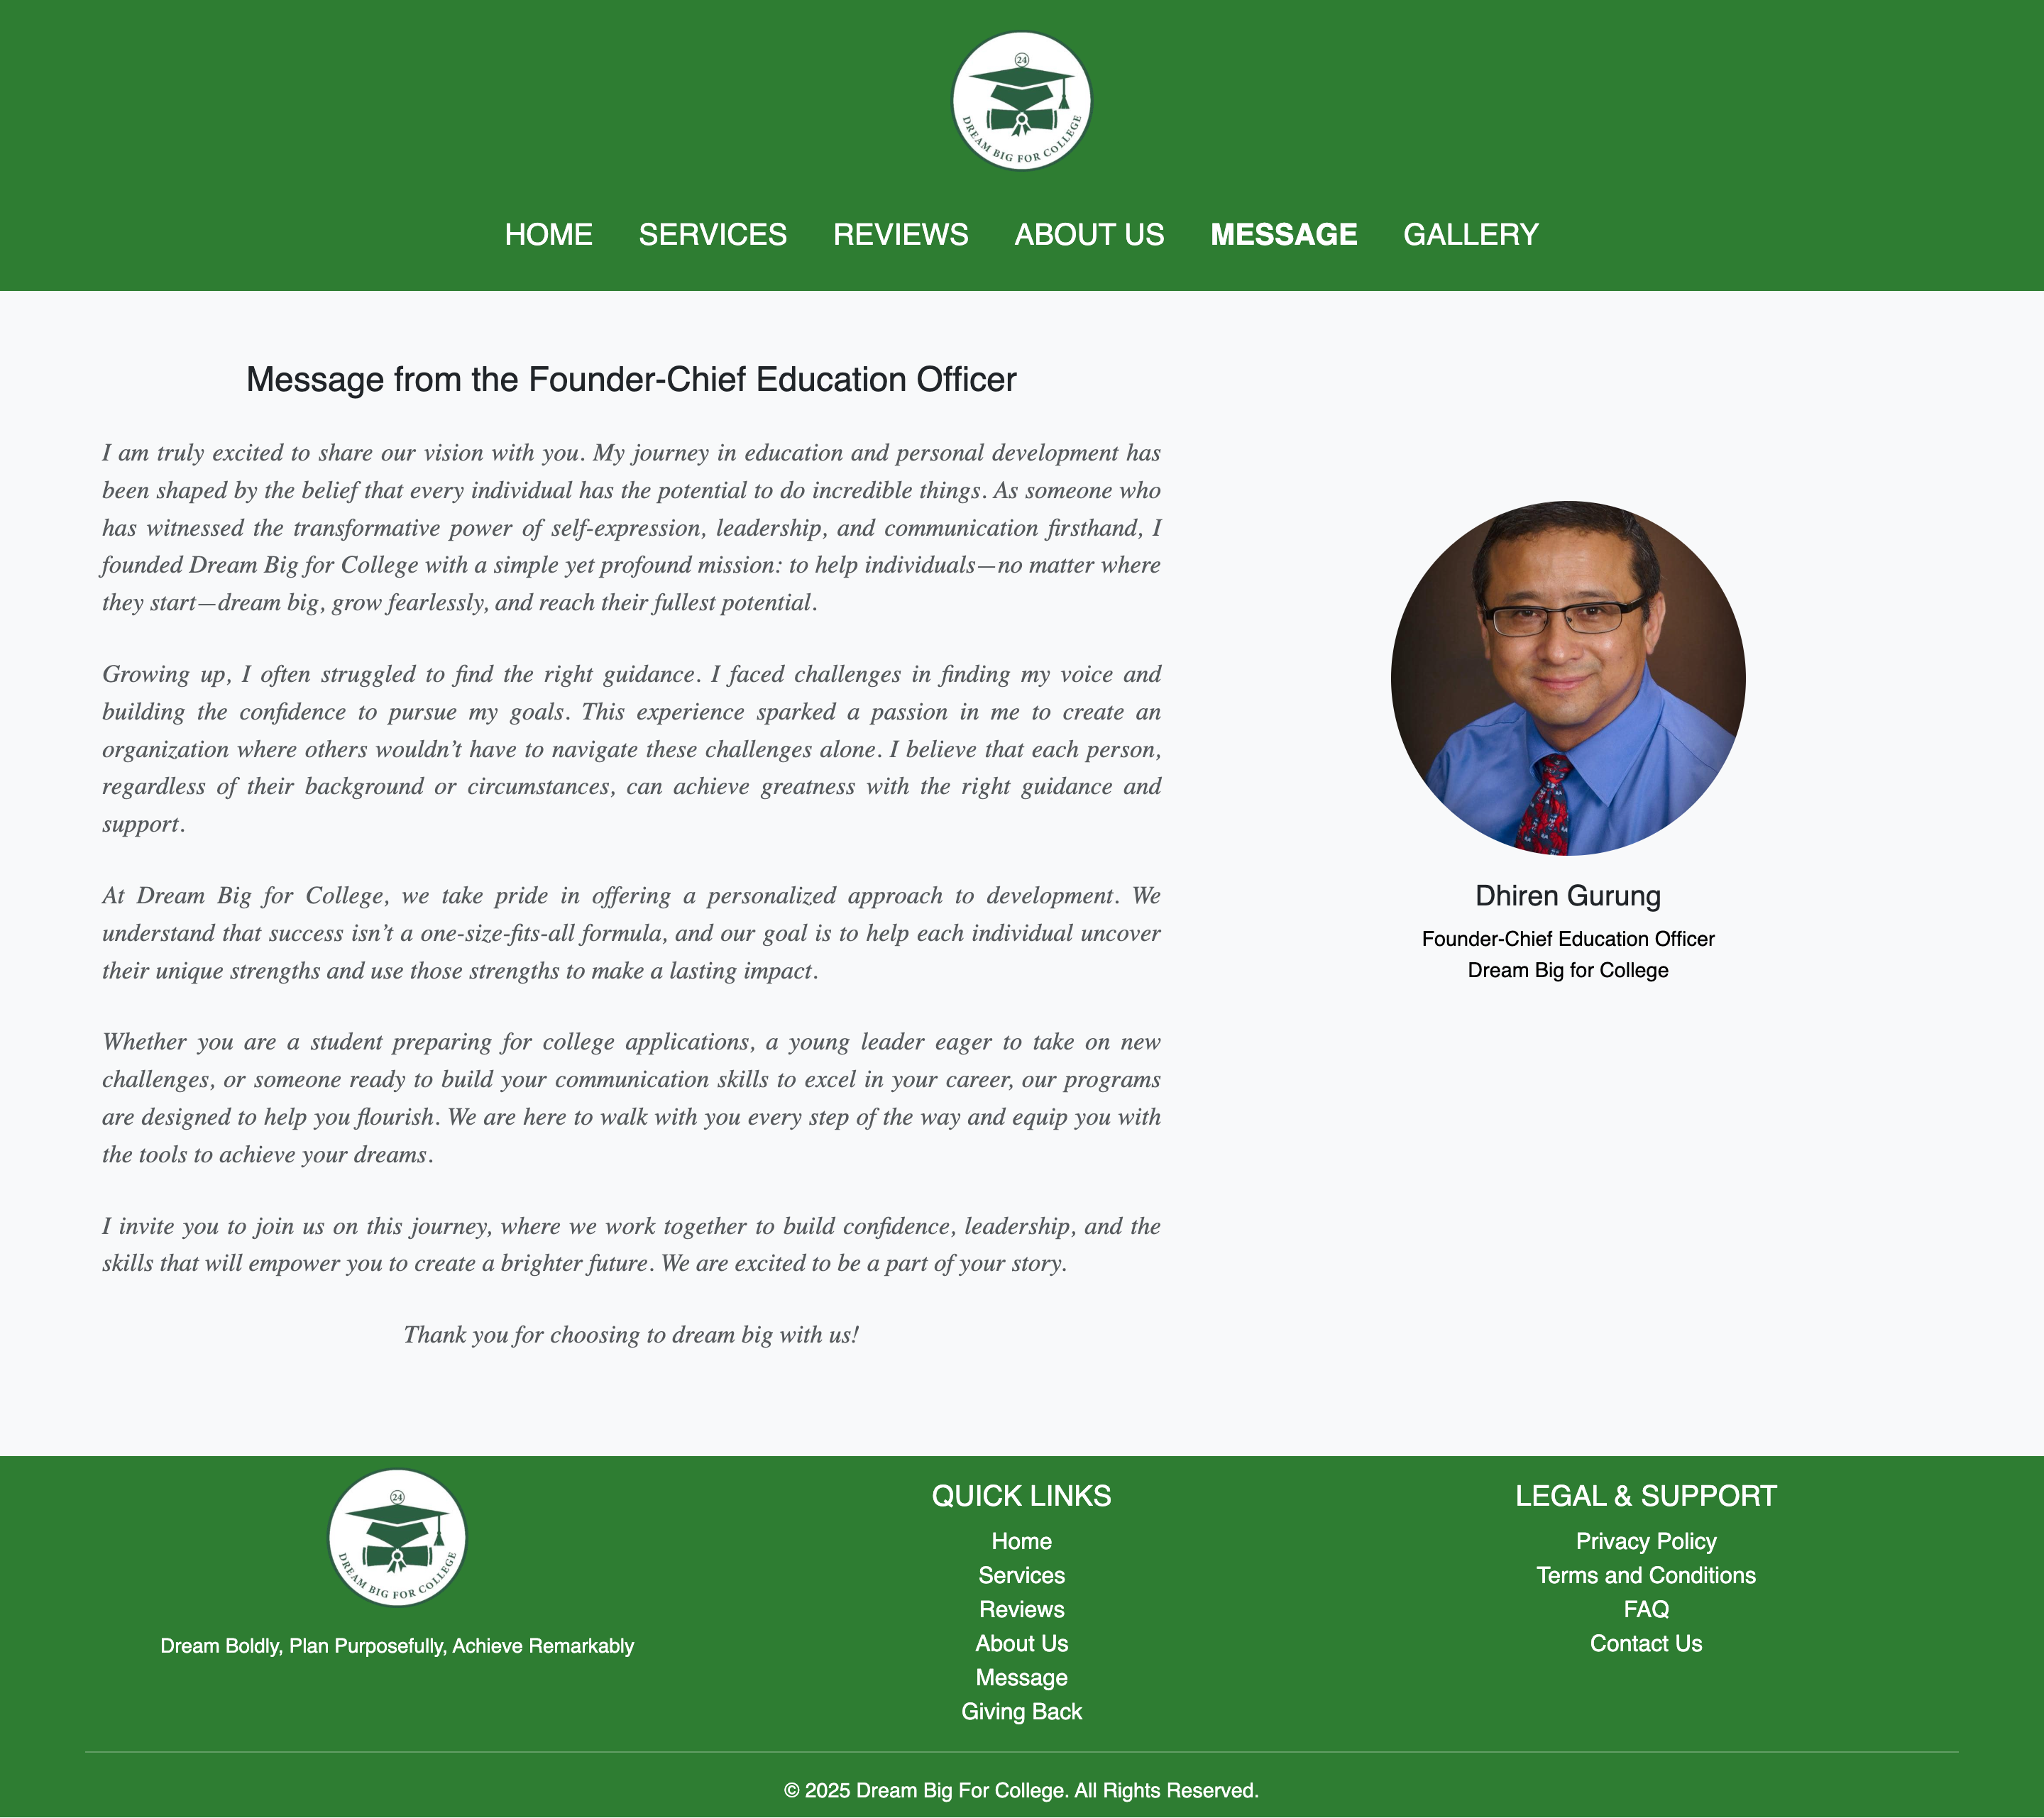 24
DREAM BIG FOR COLLEGE
HOME SERVICES REVIEWS ABOUT US MESSAGE GALLERY
Message from the Founder-Chief Education Officer
I am truly excited to share our vision with you. My journey in education and personal development has
been shaped by the belief that every individual has the potential to do incredible things. As someone who
has witnessed the transformative power of self-expression, leadership, and communication firsthand, I
founded Dream Big for College with a simple yet profound mission: to help individuals—no matter where
they start—dream big, grow fearlessly, and reach their fullest potential.
Growing up, I often struggled to find the right guidance. I faced challenges in finding my voice and
building the confidence to pursue my goals. This experience sparked a passion in me to create an
organization where others wouldn’t have to navigate these challenges alone. I believe that each person,
regardless of their background or circumstances, can achieve greatness with the right guidance and
support.
At Dream Big for College, we take pride in offering a personalized approach to development. We
understand that success isn’t a one-size-fits-all formula, and our goal is to help each individual uncover
their unique strengths and use those strengths to make a lasting impact.
Whether you are a student preparing for college applications, a young leader eager to take on new
challenges, or someone ready to build your communication skills to excel in your career, our programs
are designed to help you flourish. We are here to walk with you every step of the way and equip you with
the tools to achieve your dreams.
I invite you to join us on this journey, where we work together to build confidence, leadership, and the
skills that will empower you to create a brighter future. We are excited to be a part of your story.
Thank you for choosing to dream big with us!
Dhiren Gurung
Founder-Chief Education Officer
Dream Big for College
24
DREAM BIG FOR COLLEGE
Dream Boldly, Plan Purposefully, Achieve Remarkably
QUICK LINKS
Home
Services
Reviews
About Us
Message
Giving Back
LEGAL & SUPPORT
Privacy Policy
Terms and Conditions
FAQ
Contact Us
© 2025 Dream Big For College. All Rights Reserved.